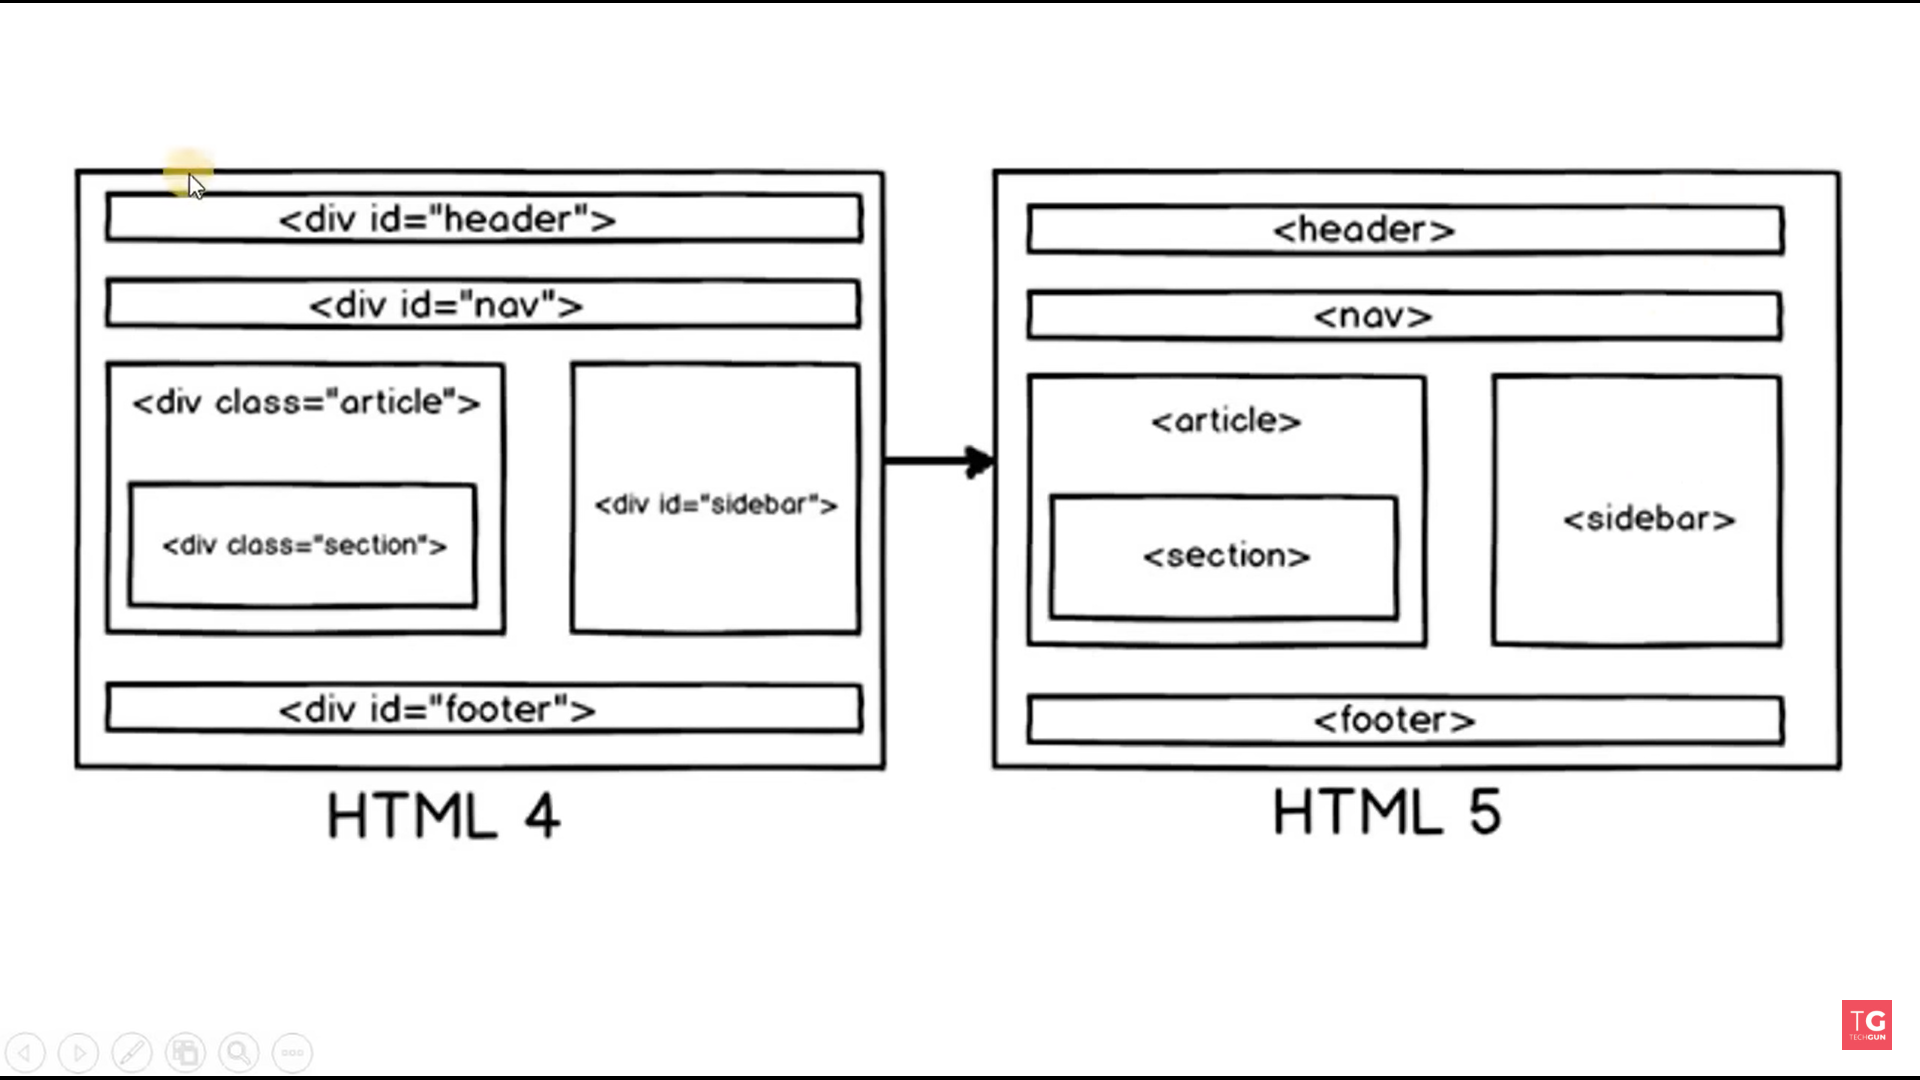 <div id="header">
<div id="nav">
<div class="article">
<div class="section">
<div id="sidebar">
<div id="footer">
HTML 4
<header>
<nav>
<article>
<section>
<sidebar>
<footer>
HTML 5
TG
TECHGUN